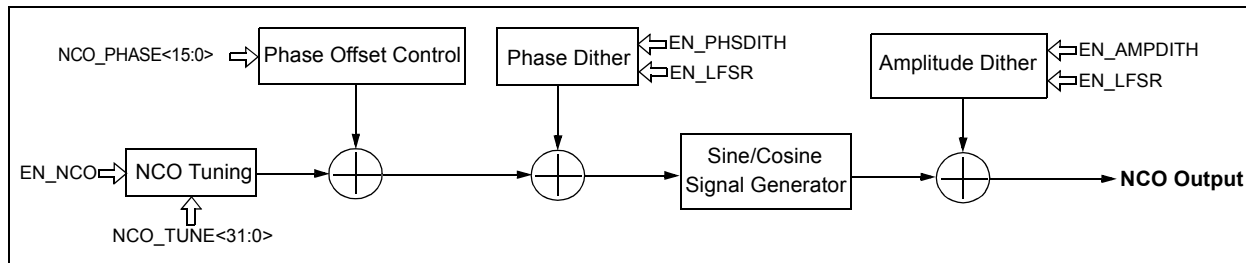 NCO_PHASE<15:0>
Phase Offset Control
Phase Dither
EN_PHSDITH
EN_LFSR
Amplitude Dither
EN_AMPDITH
EN_LFSR
EN_NCO
NCO Tuning
NCO_TUNE<31:0>
Sine/Cosine
Signal Generator
NCO Output